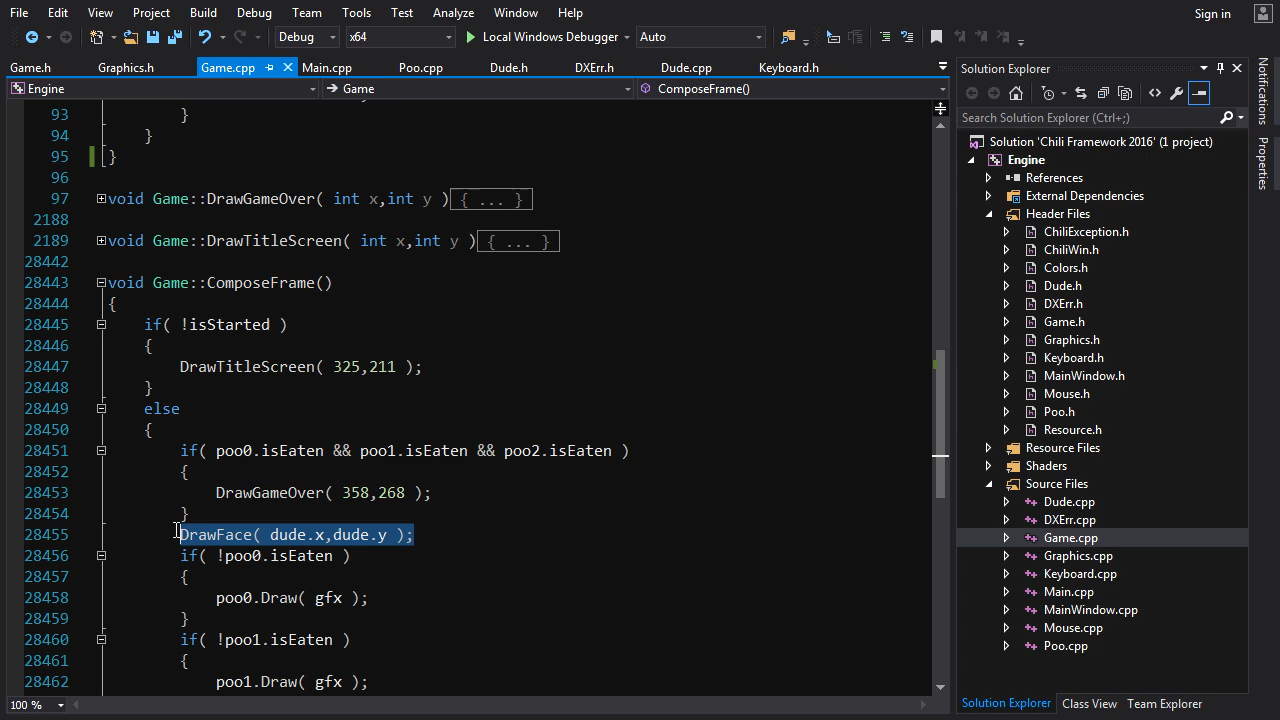 File Edit View Project Build Debug Team Tools Test Analyze Window Help Sign in
Debug x64 Local Windows Debugger Auto
Game.h Graphics.h Game.cpp Main.cpp Poo.cpp Dude.h DXErr.h Dude.cpp Keyboard.h
Engine Game ComposeFrame()
93 }
94 }
95 }
96
97 void Game::DrawGameOver( int x,int y ){ ... }
2188
2189 void Game::DrawTitleScreen( int x,int y ){ ... }
28442
28443 void Game::ComposeFrame()
28444 {
28445 if( !isStarted )
28446 {
28447 DrawTitleScreen( 325,211 );
28448 }
28449 else
28450 {
28451 if( poo0.isEaten && poo1.isEaten && poo2.isEaten )
28452 {
28453 DrawGameOver( 358,268 );
28454 }
28455 DrawFace( dude.x,dude.y );
28456 if( !poo0.isEaten )
28457 {
28458 poo0.Draw( gfx );
28459 }
28460 if( !poo1.isEaten )
28461 {
28462 poo1.Draw( gfx );
100 %
Solution Explorer
Search Solution Explorer (Ctrl+;)
Solution 'Chili Framework 2016' (1 project)
Engine
References
External Dependencies
Header Files
ChiliException.h
ChiliWin.h
Colors.h
Dude.h
DXErr.h
Game.h
Graphics.h
Keyboard.h
MainWindow.h
Mouse.h
Poo.h
Resource.h
Resource Files
Shaders
Source Files
Dude.cpp
DXErr.cpp
Game.cpp
Graphics.cpp
Keyboard.cpp
Main.cpp
MainWindow.cpp
Mouse.cpp
Poo.cpp
Solution Explorer Class View Team Explorer
Notifications
Properties